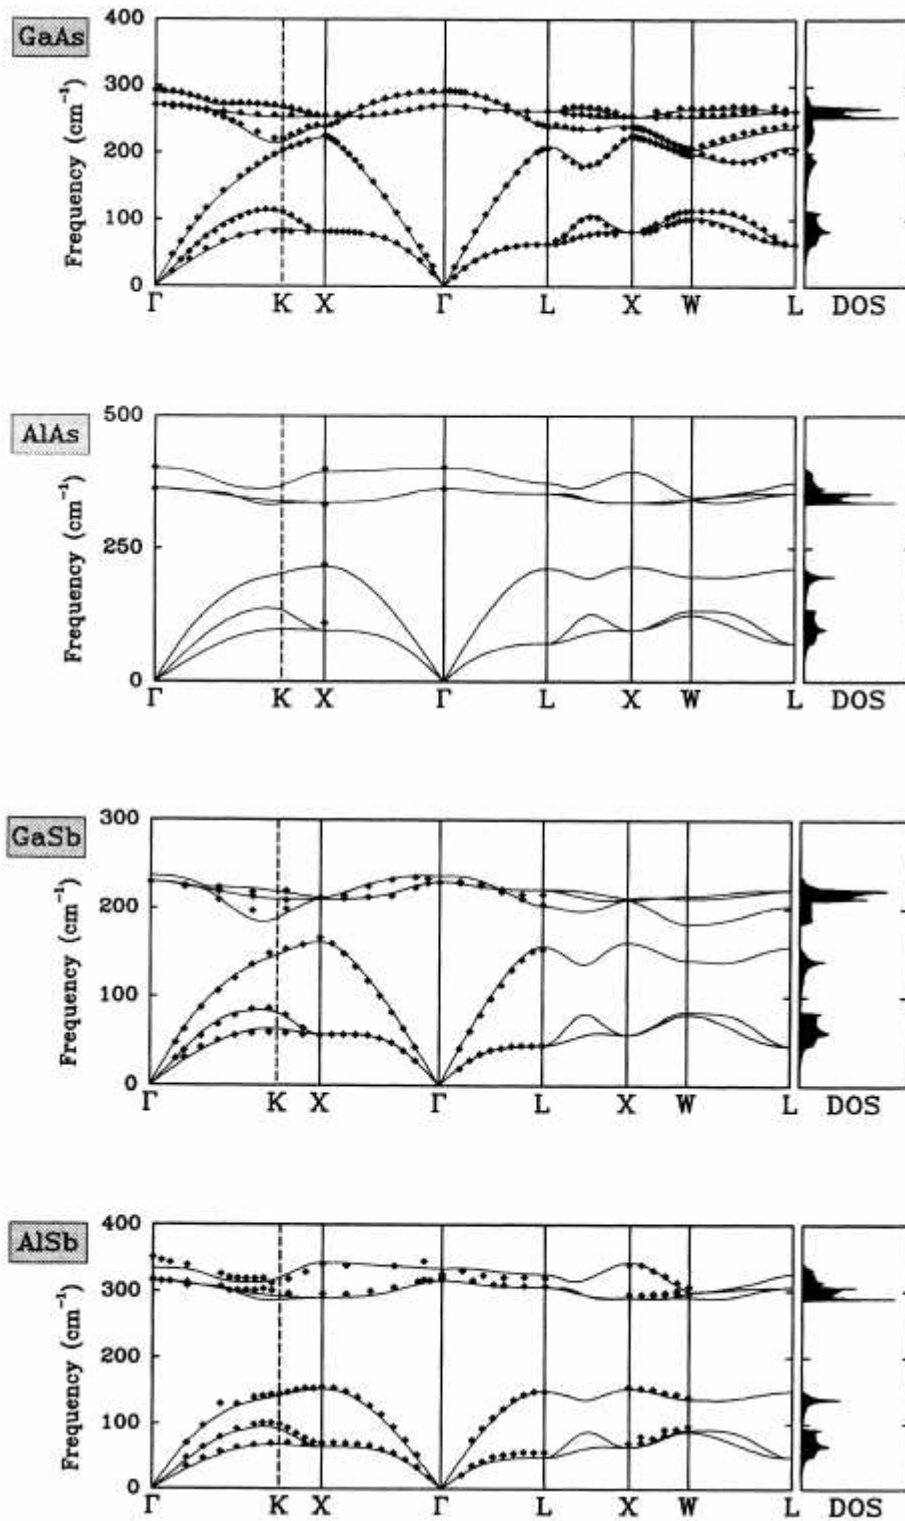 GaAs
Frequency (cm⁻¹)
400
300
200
100
0
Γ K X Γ L X W L DOS
AlAs
Frequency (cm⁻¹)
500
250
0
Γ K X Γ L X W L DOS
GaSb
Frequency (cm⁻¹)
300
200
100
0
Γ K X Γ L X W L DOS
AlSb
Frequency (cm⁻¹)
400
300
200
100
0
Γ K X Γ L X W L DOS